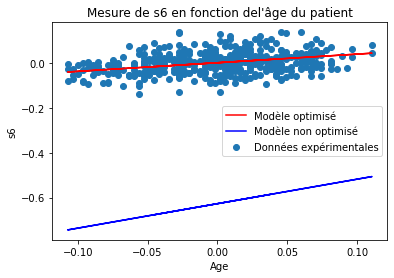 Mesure de s6 en fonction del'âge du patient
s6
0.0
−0.2
−0.4
−0.6
Modèle optimisé
Modèle non optimisé
Données expérimentales
−0.10
−0.05
0.00
0.05
0.10
Age